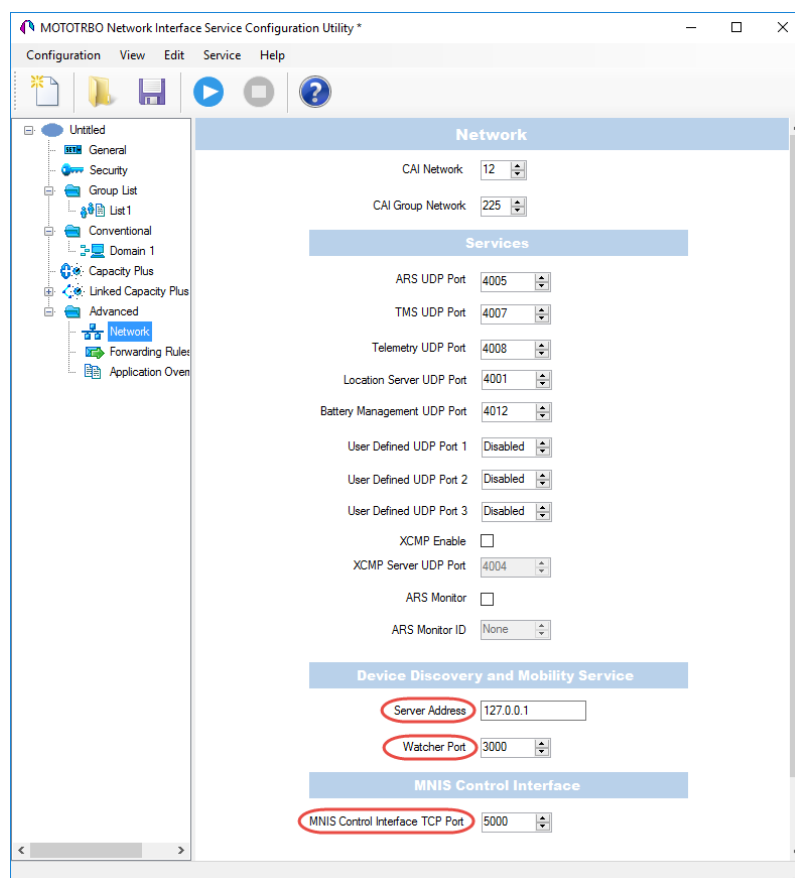 MOTOTRBO Network Interface Service Configuration Utility *
Configuration View Edit Service Help
Untitled
General
Security
Group List
List1
Conventional
Domain 1
Capacity Plus
Linked Capacity Plus
Advanced
Network
Forwarding Rules
Application Overr
Network
CAI Network 12
CAI Group Network 225
Services
ARS UDP Port 4005
TMS UDP Port 4007
Telemetry UDP Port 4008
Location Server UDP Port 4001
Battery Management UDP Port 4012
User Defined UDP Port 1 Disabled
User Defined UDP Port 2 Disabled
User Defined UDP Port 3 Disabled
XCMP Enable
XCMP Server UDP Port 4004
ARS Monitor
ARS Monitor ID None
Device Discovery and Mobility Service
Server Address 127.0.0.1
Watcher Port 3000
MNIS Control Interface
MNIS Control Interface TCP Port 5000